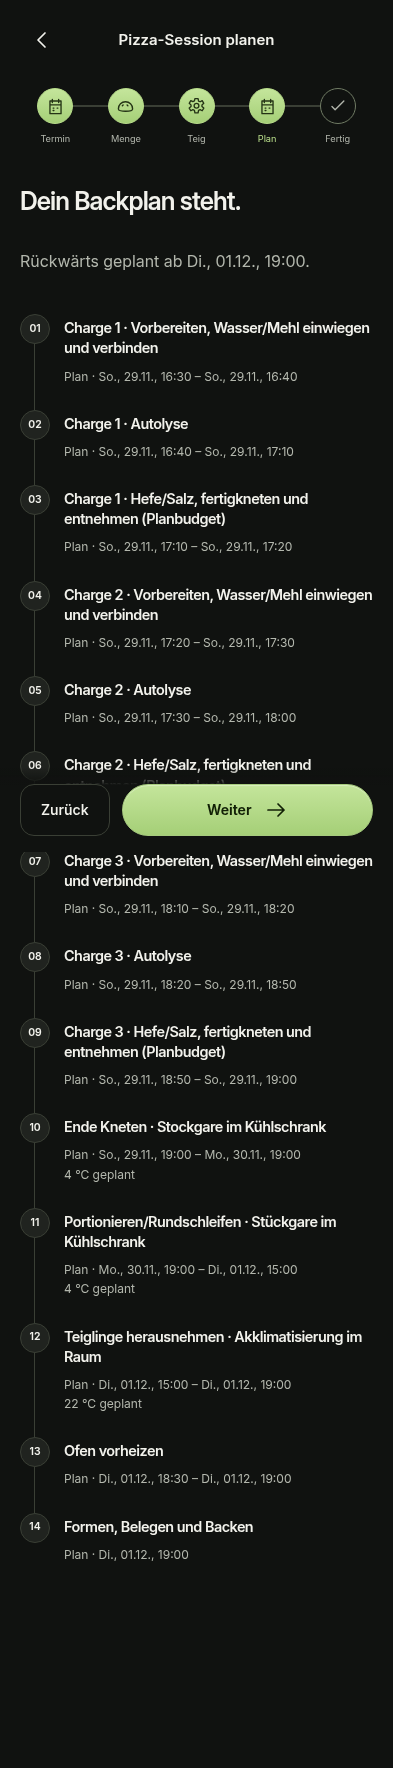 Pizza-Session planen
Termin
Menge
Teig
Plan
Fertig
Dein Backplan steht.
Rückwärts geplant ab Di., 01.12., 19:00.
01
Charge 1 · Vorbereiten, Wasser/Mehl einwiegen
und verbinden
Plan · So., 29.11., 16:30 – So., 29.11., 16:40
02
Charge 1 · Autolyse
Plan · So., 29.11., 16:40 – So., 29.11., 17:10
03
Charge 1 · Hefe/Salz, fertigkneten und
entnehmen (Planbudget)
Plan · So., 29.11., 17:10 – So., 29.11., 17:20
04
Charge 2 · Vorbereiten, Wasser/Mehl einwiegen
und verbinden
Plan · So., 29.11., 17:20 – So., 29.11., 17:30
05
Charge 2 · Autolyse
Plan · So., 29.11., 17:30 – So., 29.11., 18:00
06
Charge 2 · Hefe/Salz, fertigkneten und
Zurück
Weiter
07
Charge 3 · Vorbereiten, Wasser/Mehl einwiegen
und verbinden
Plan · So., 29.11., 18:10 – So., 29.11., 18:20
08
Charge 3 · Autolyse
Plan · So., 29.11., 18:20 – So., 29.11., 18:50
09
Charge 3 · Hefe/Salz, fertigkneten und
entnehmen (Planbudget)
Plan · So., 29.11., 18:50 – So., 29.11., 19:00
10
Ende Kneten · Stockgare im Kühlschrank
Plan · So., 29.11., 19:00 – Mo., 30.11., 19:00
4 °C geplant
11
Portionieren/Rundschleifen · Stückgare im
Kühlschrank
Plan · Mo., 30.11., 19:00 – Di., 01.12., 15:00
4 °C geplant
12
Teiglinge herausnehmen · Akklimatisierung im
Raum
Plan · Di., 01.12., 15:00 – Di., 01.12., 19:00
22 °C geplant
13
Ofen vorheizen
Plan · Di., 01.12., 18:30 – Di., 01.12., 19:00
14
Formen, Belegen und Backen
Plan · Di., 01.12., 19:00